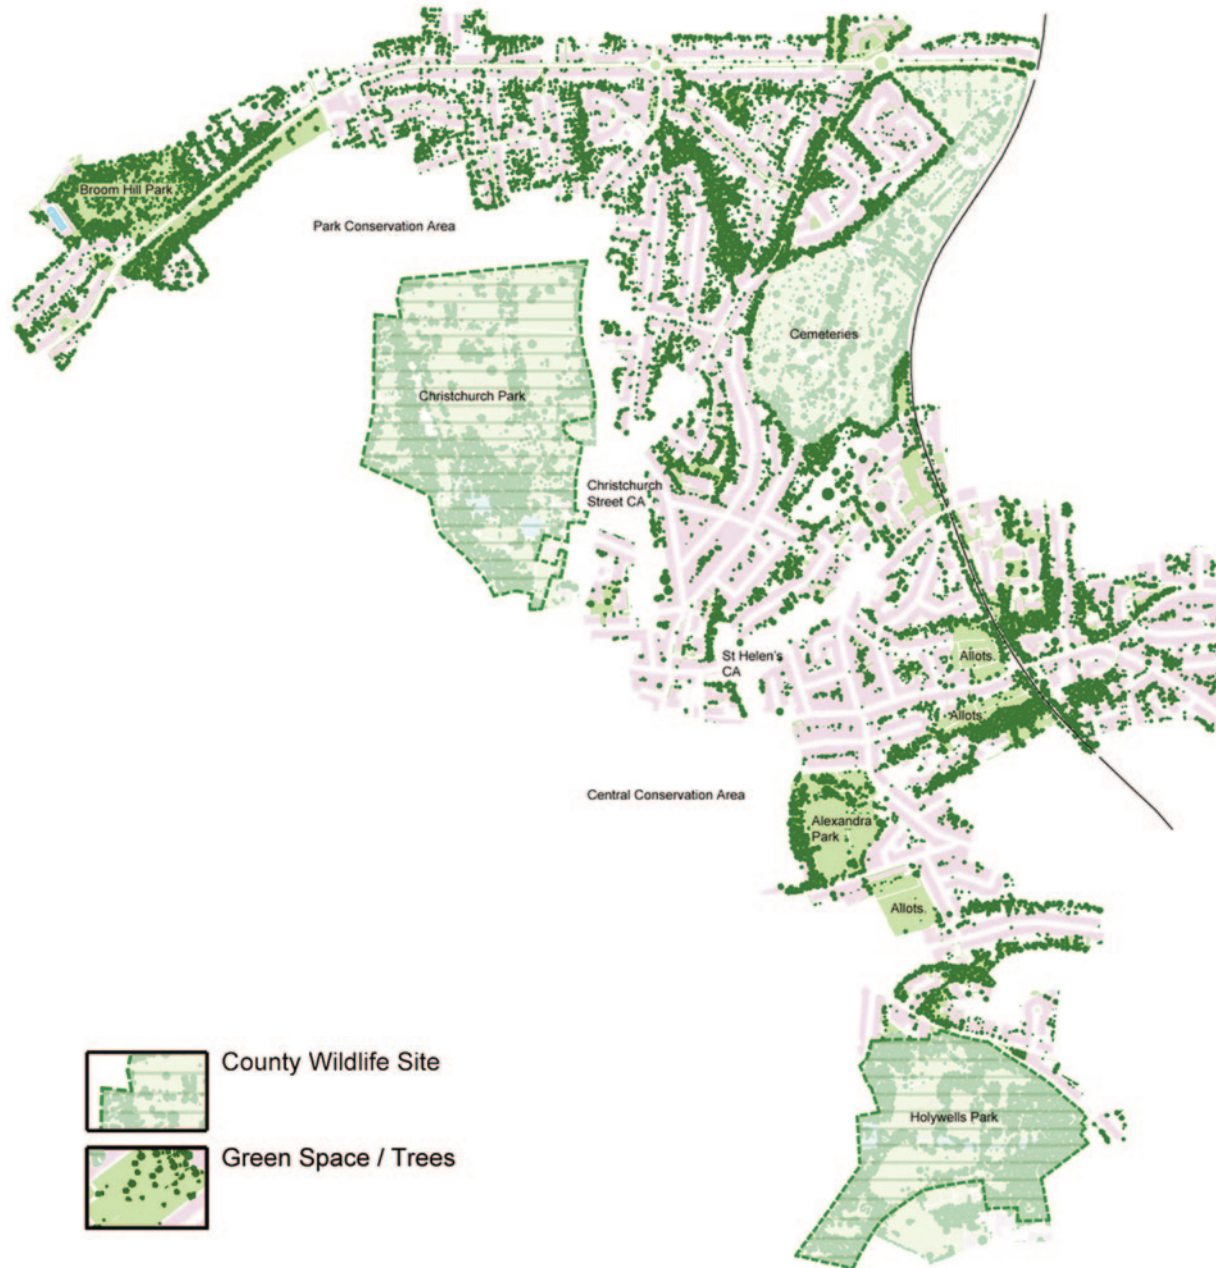 Broom Hill Park
Park Conservation Area
Cemeteries
Christchurch Park
Christchurch
Street CA
St Helen's
CA
Allots.
Allots.
Central Conservation Area
Alexandra
Park
Allots.
County Wildlife Site
Holywells Park
Green Space / Trees